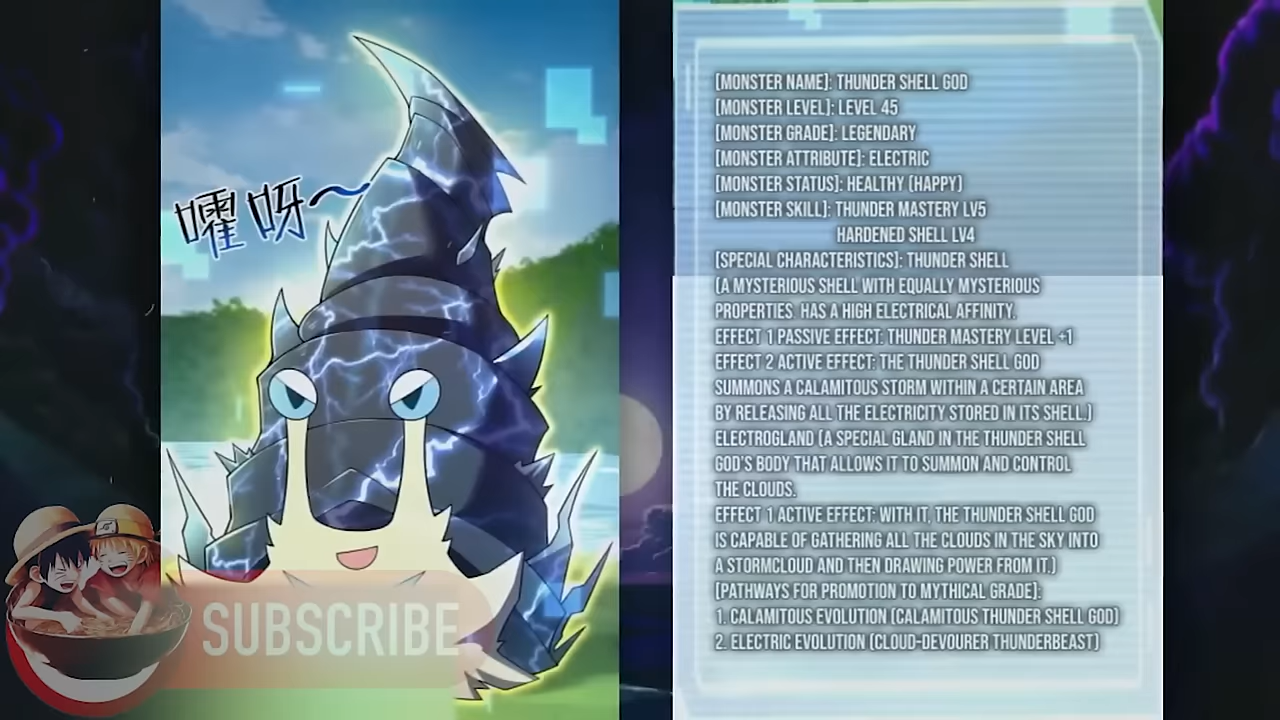 嚯呀～
[MONSTER NAME]: THUNDER SHELL GOD
[MONSTER LEVEL]: LEVEL 45
[MONSTER GRADE]: LEGENDARY
[MONSTER ATTRIBUTE]: ELECTRIC
[MONSTER STATUS]: HEALTHY (HAPPY)
[MONSTER SKILL]: THUNDER MASTERY LV5
HARDENED SHELL LV4
[SPECIAL CHARACTERISTICS]: THUNDER SHELL
(A MYSTERIOUS SHELL WITH EQUALLY MYSTERIOUS
PROPERTIES. HAS A HIGH ELECTRICAL AFFINITY.
EFFECT 1 PASSIVE EFFECT: THUNDER MASTERY LEVEL +1
EFFECT 2 ACTIVE EFFECT: THE THUNDER SHELL GOD
SUMMONS A CALAMITOUS STORM WITHIN A CERTAIN AREA
BY RELEASING ALL THE ELECTRICITY STORED IN ITS SHELL.)
ELECTROGLAND (A SPECIAL GLAND IN THE THUNDER SHELL
GOD'S BODY THAT ALLOWS IT TO SUMMON AND CONTROL
THE CLOUDS.
EFFECT 1 ACTIVE EFFECT: WITH IT, THE THUNDER SHELL GOD
IS CAPABLE OF GATHERING ALL THE CLOUDS IN THE SKY INTO
A STORMCLOUD AND THEN DRAWING POWER FROM IT.)
[PATHWAYS FOR PROMOTION TO MYTHICAL GRADE]:
1. CALAMITOUS EVOLUTION (CALAMITOUS THUNDER SHELL GOD)
2. ELECTRIC EVOLUTION (CLOUD-DEVOURER THUNDERBEAST)
SUBSCRIBE